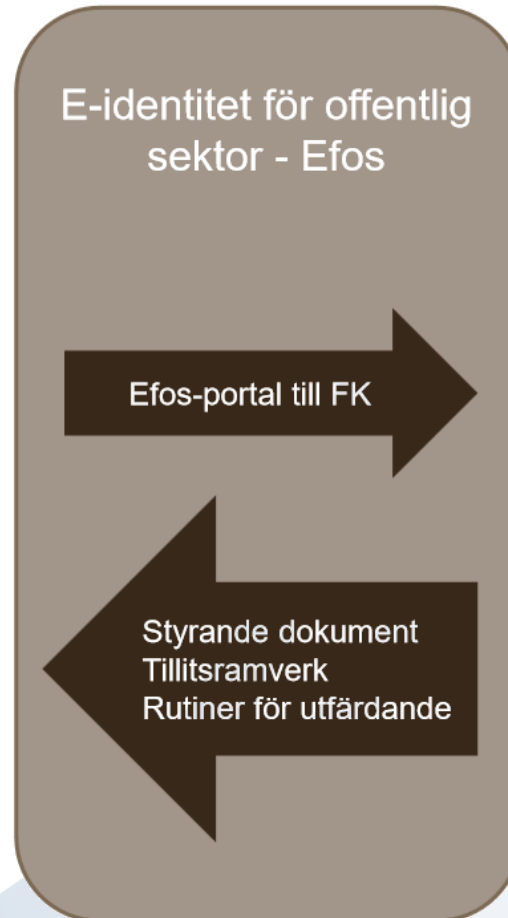 E-identitet för offentlig
sektor - Efos
Efos-portal till FK
Styrande dokument
Tillitsramverk
Rutiner för utfärdande